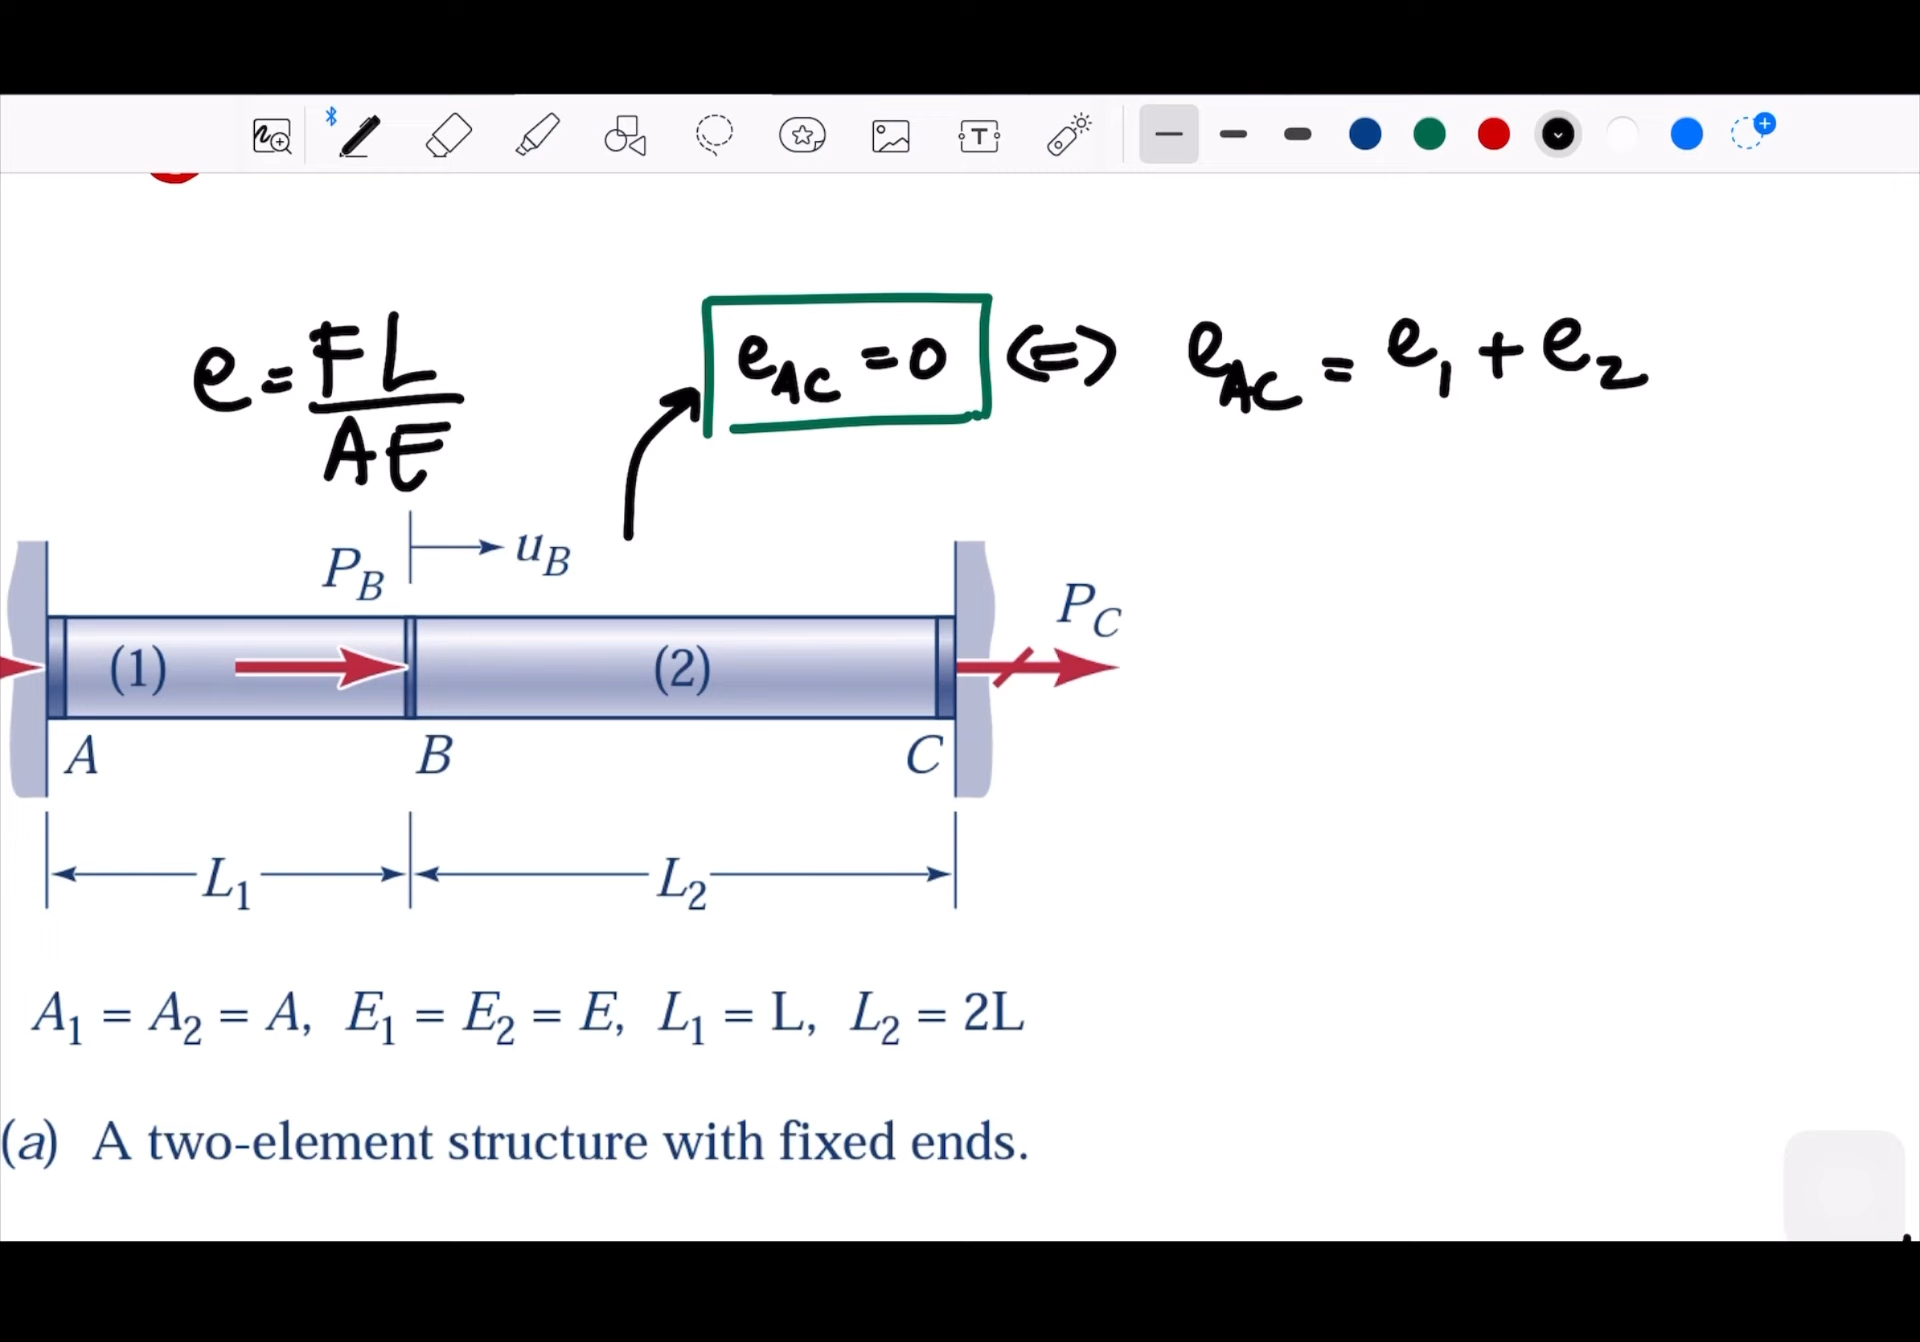 e = FL / AE
e_AC = 0 <=> e_AC = e_1 + e_2
P_B u_B
P_C
(1) (2)
A B C
L_1 L_2
A_1 = A_2 = A, E_1 = E_2 = E, L_1 = L, L_2 = 2L
(a) A two-element structure with fixed ends.